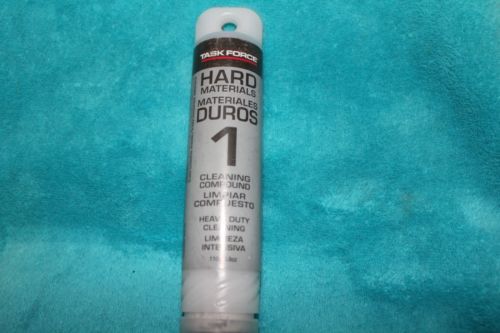 TASK FORCE
HARD
MATERIALS
MATERIALES
DUROS
1
CLEANING
COMPOUND
LIMPIAR
COMPUESTO
HEAVY DUTY
CLEANING
LIMPIEZA
INTENSIVA